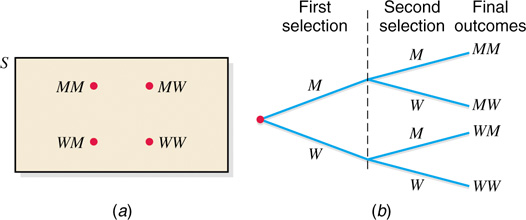 First selection
Second selection
Final outcomes
S
MM
MW
WM
WW
M
W
M
W
M
W
MM
MW
WM
WW
(a)
(b)